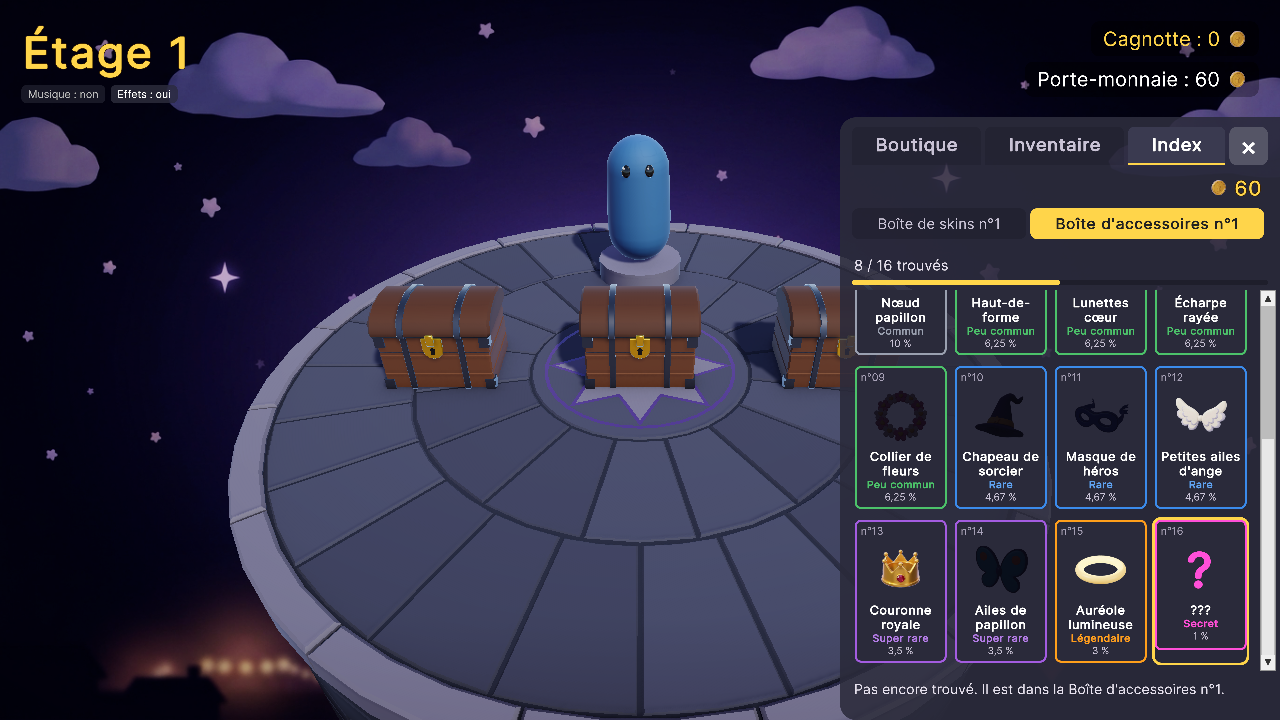 Étage 1
Musique : non
Effets : oui
Cagnotte : 0
Porte-monnaie : 60
Boutique
Inventaire
Index
×
60
Boîte de skins n°1
Boîte d'accessoires n°1
8 / 16 trouvés
Nœud
papillon
Commun
10 %
Haut-de-
forme
Peu commun
6,25 %
Lunettes
cœur
Peu commun
6,25 %
Écharpe
rayée
Peu commun
6,25 %
n°09
Collier de
fleurs
Peu commun
6,25 %
n°10
Chapeau de
sorcier
Rare
4,67 %
n°11
Masque de
héros
Rare
4,67 %
n°12
Petites ailes
d'ange
Rare
4,67 %
n°13
Couronne
royale
Super rare
3,5 %
n°14
Ailes de
papillon
Super rare
3,5 %
n°15
Auréole
lumineuse
Légendaire
3 %
n°16
?
???
Secret
1 %
Pas encore trouvé. Il est dans la Boîte d'accessoires n°1.